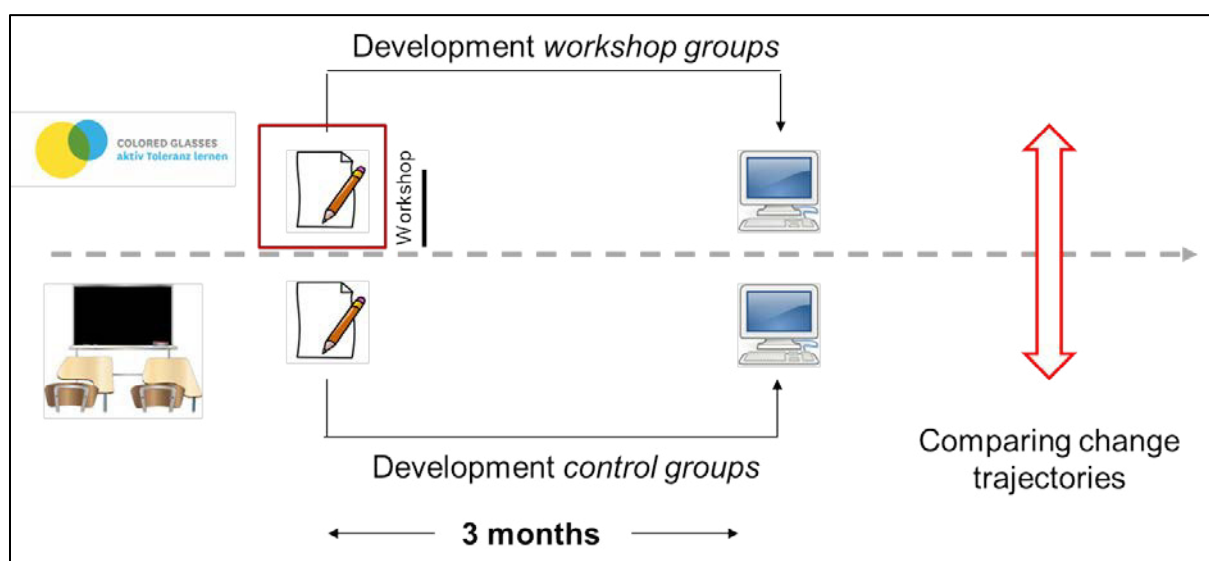 Development workshop groups
COLORED GLASSES
aktiv Toleranz lernen
Workshop
Development control groups
Comparing change
trajectories
3 months